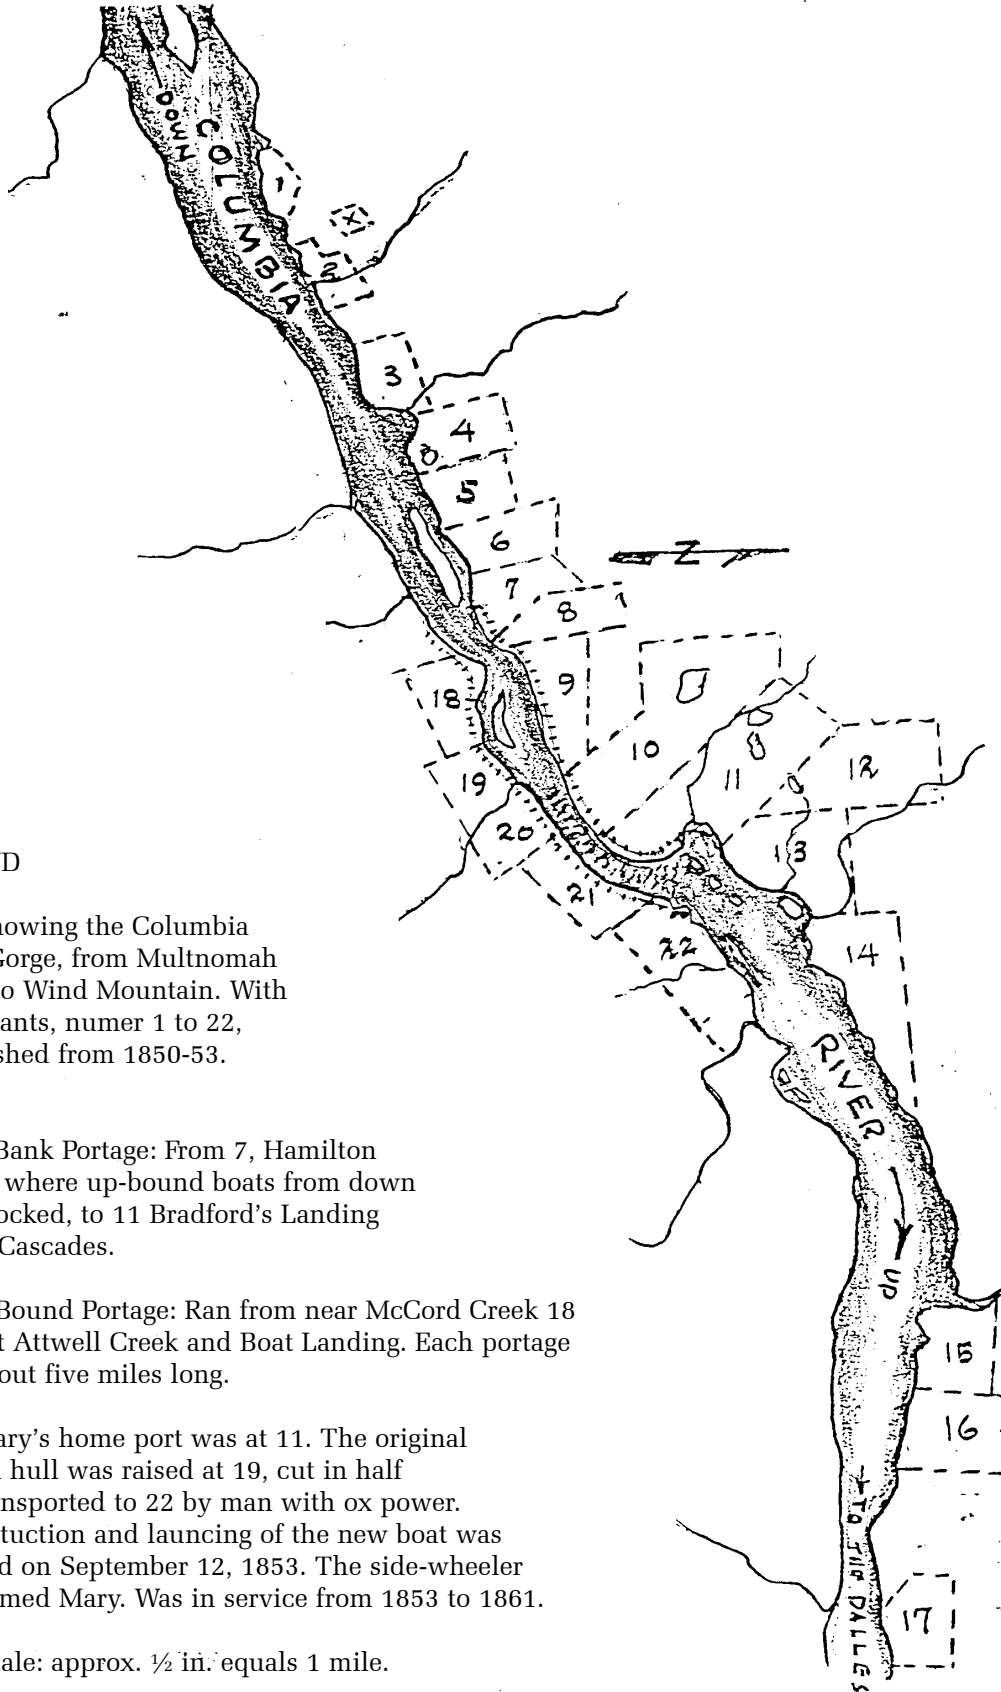 DOWN
COLUMBIA
1
X
2
3
4
5
6
7
8
Z
9
10
11
12
13
14
18
19
20
21
22
RIVER
UP
15
16
17
TO THE DALLES
D
owing the Columbia
orge, from Multnomah
o Wind Mountain. With
ants, numer 1 to 22,
shed from 1850-53.
Bank Portage: From 7, Hamilton
where up-bound boats from down
ocked, to 11 Bradford's Landing
Cascades.
Bound Portage: Ran from near McCord Creek 18
t Attwell Creek and Boat Landing. Each portage
out five miles long.
ary's home port was at 11. The original
hull was raised at 19, cut in half
nsported to 22 by man with ox power.
tuction and launcing of the new boat was
d on September 12, 1853. The side-wheeler
med Mary. Was in service from 1853 to 1861.
ale: approx. ½ in. equals 1 mile.